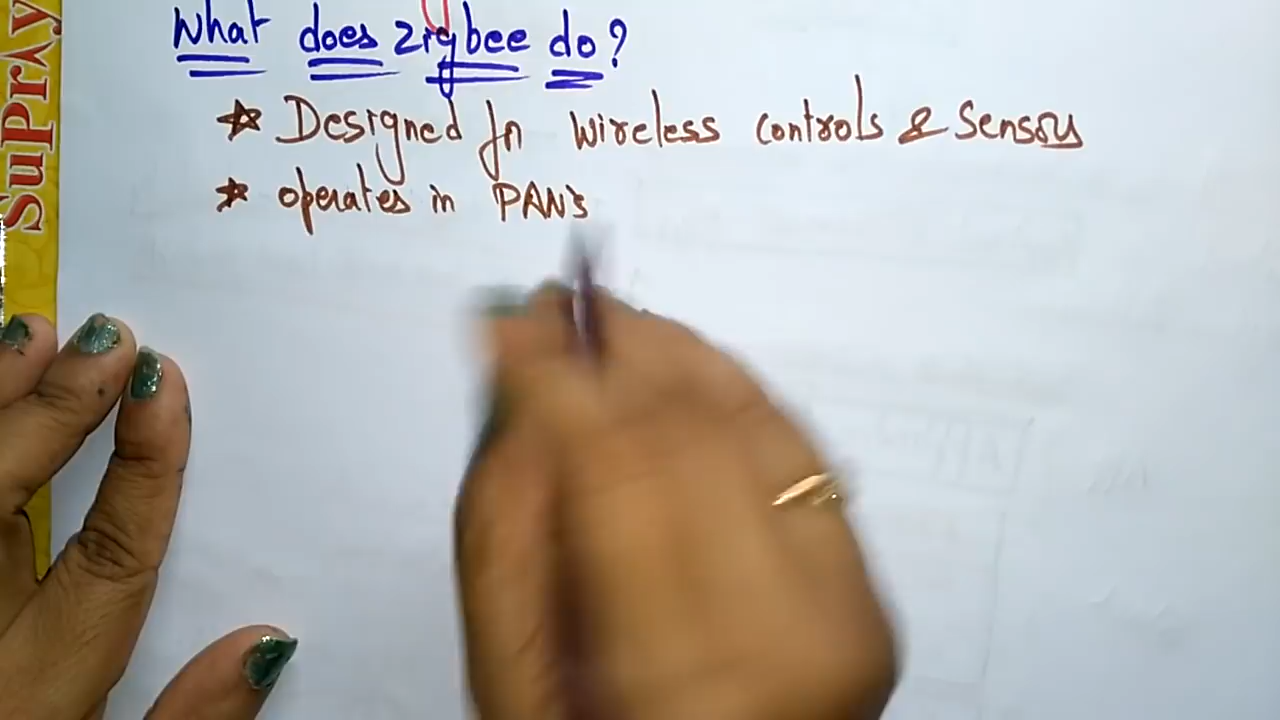 SuPrAy
What does zigbee do?
☆ Designed for wireless controls & Sensors
☆ operates in PAN's